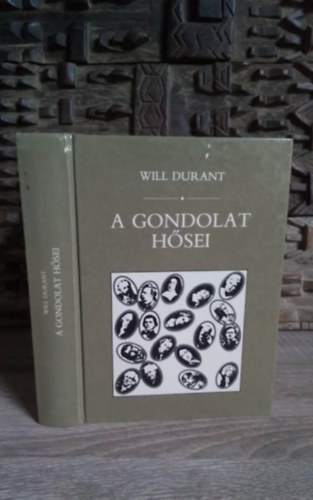 WILL DURANT
A GONDOLAT
HŐSEI
WILL DURANT
A GONDOLAT HŐSEI